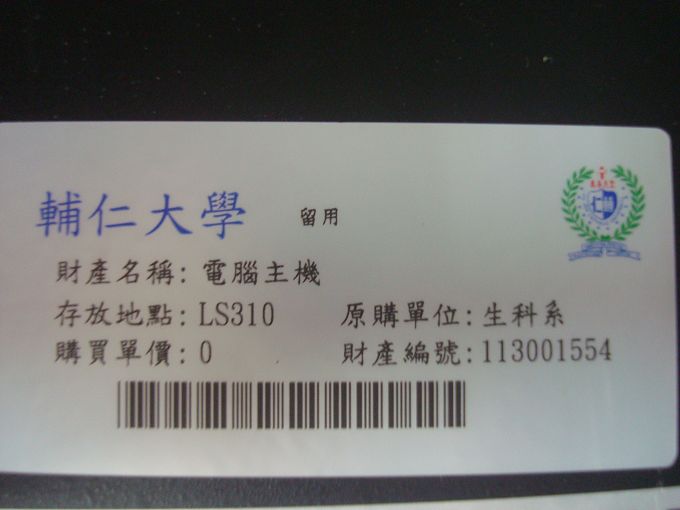 輔仁大學 留用
財產名稱: 電腦主機
存放地點: LS310 原購單位: 生科系
購買單價: 0 財產編號: 113001554